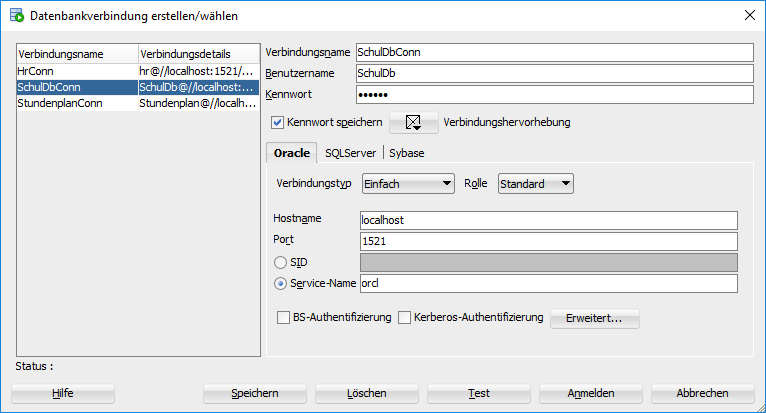 Datenbankverbindung erstellen/wählen
Verbindungsname Verbindungsdetails
HrConn hr@//localhost:1521/...
SchulDbConn SchulDb@//localhost:...
StundenplanConn Stundenplan@//localh...
Verbindungsname SchulDbConn
Benutzername SchulDb
Kennwort ••••••
Kennwort speichern Verbindungshervorhebung
Oracle SQLServer Sybase
Verbindungstyp Einfach Rolle Standard
Hostname localhost
Port 1521
SID
Service-Name orcl
BS-Authentifizierung Kerberos-Authentifizierung Erweitert...
Status :
Hilfe Speichern Löschen Test Anmelden Abbrechen